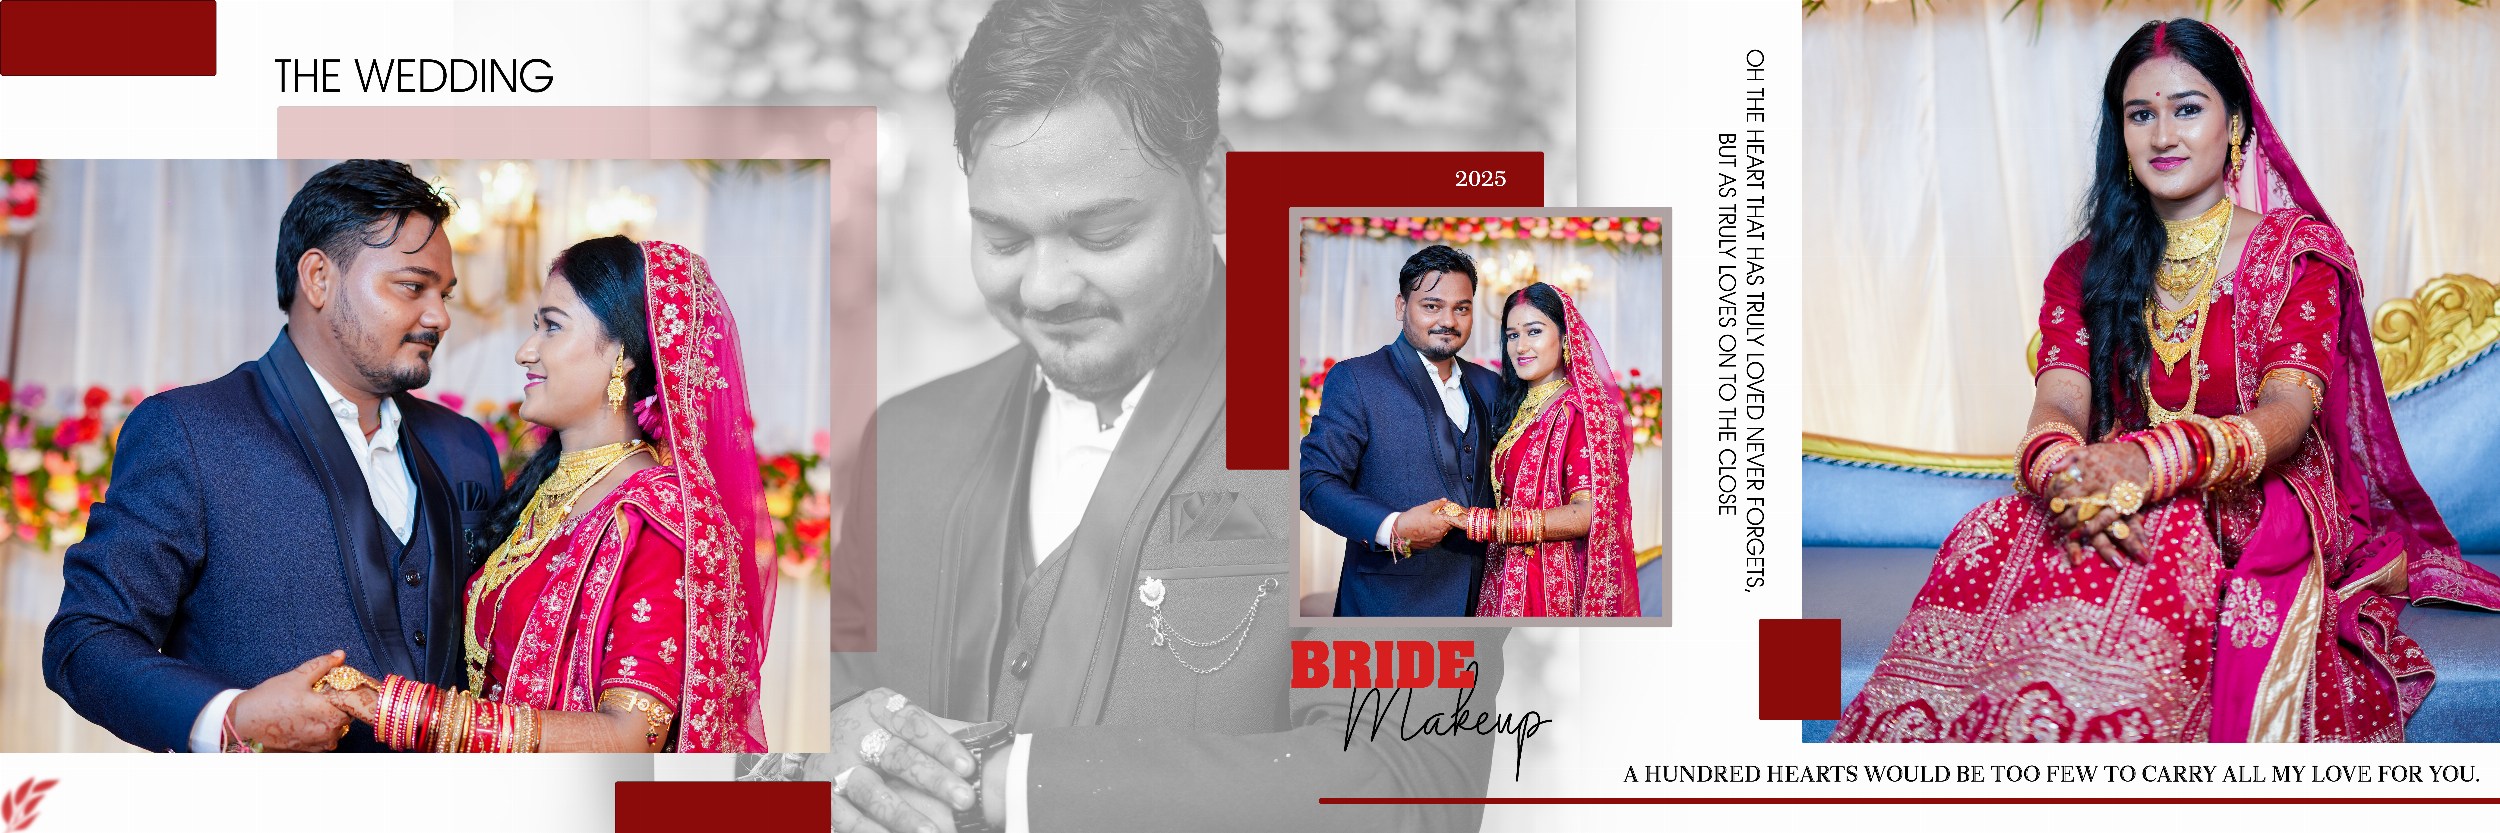 THE WEDDING
2025
BRIDE
Makeup
OH THE HEART THAT HAS TRULY LOVED NEVER FORGETS,
BUT AS TRULY LOVES ON TO THE CLOSE
A HUNDRED HEARTS WOULD BE TOO FEW TO CARRY ALL MY LOVE FOR YOU.